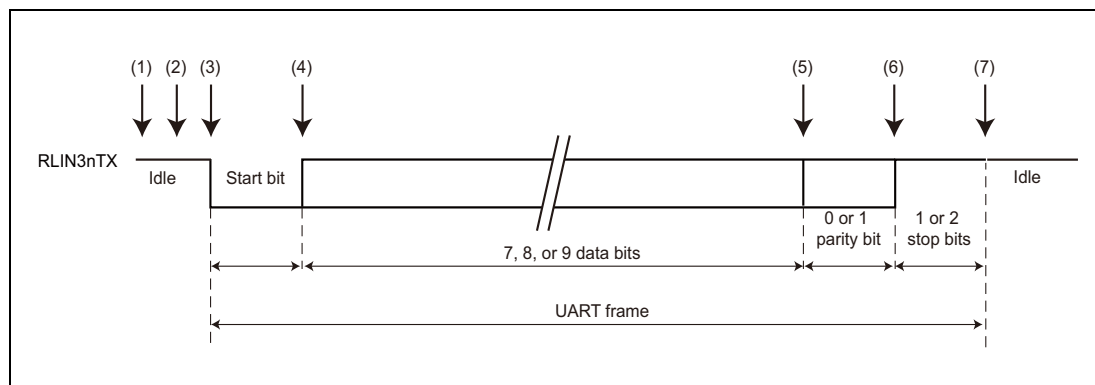 (1) (2) (3) (4) (5) (6) (7)
RLIN3nTX
Idle Start bit Idle
0 or 1
parity bit
1 or 2
stop bits
7, 8, or 9 data bits
UART frame